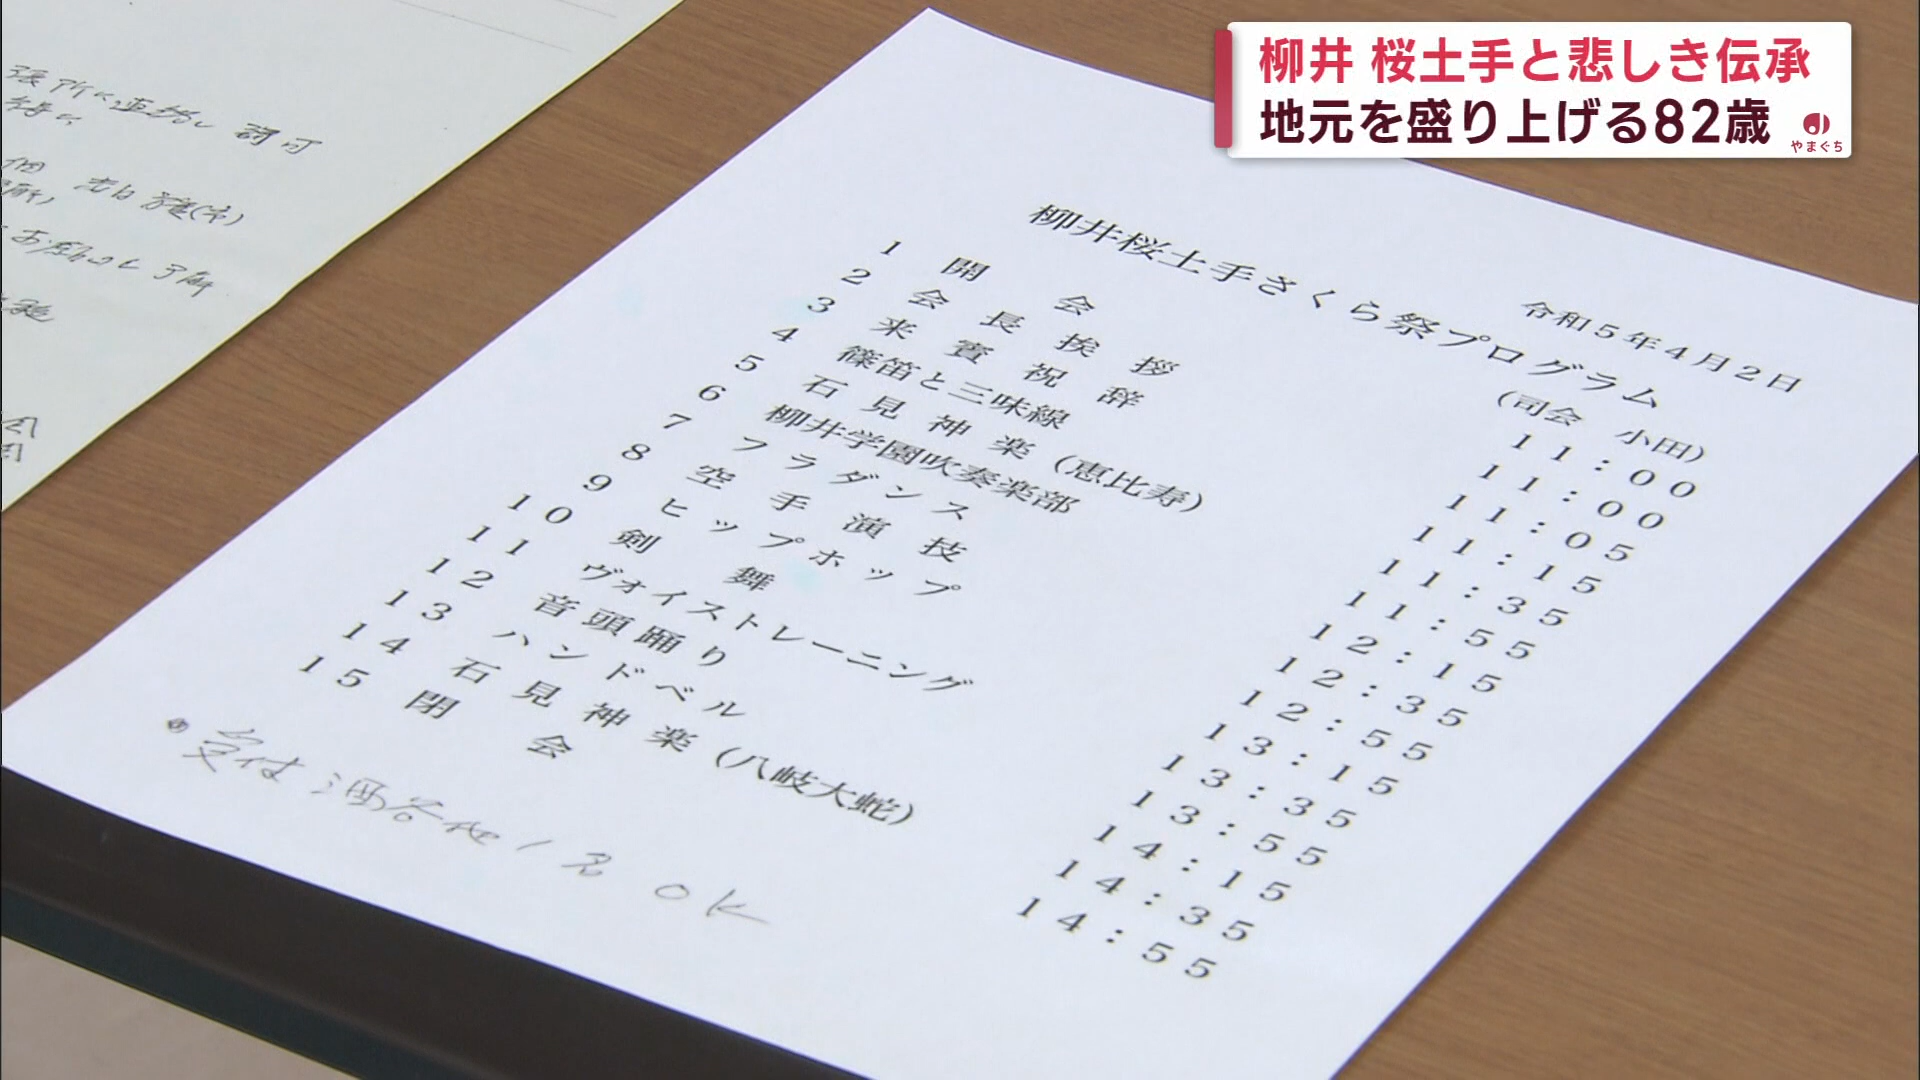 柳井 桜土手と悲しき伝承
地元を盛り上げる82歳
やまぐち
令和5年4月2日
柳井桜土手さくら祭プログラム
(司会 小田)
1 開会 11:00
2 会長挨拶 11:00
3 来賓祝辞 11:05
4 篠笛と三味線 11:15
5 石見神楽(恵比寿) 11:35
6 柳井学園吹奏楽部 11:55
7 フラダンス 12:15
8 空手演技 12:35
9 ヒップホップ 12:55
10 剣舞 13:15
11 ヴォイストレーニング 13:35
12 音頭踊り 13:55
13 ハンドベル 14:15
14 石見神楽(八岐大蛇) 14:35
15 閉会 14:55
受付 酒谷他1名 OK